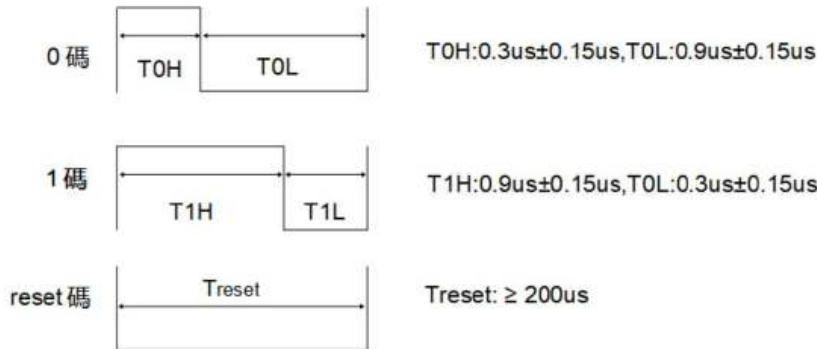 0 碼
T0H
T0L
T0H:0.3us±0.15us,T0L:0.9us±0.15us
1 碼
T1H
T1L
T1H:0.9us±0.15us,T0L:0.3us±0.15us
reset 碼
Treset
Treset: ≥ 200us